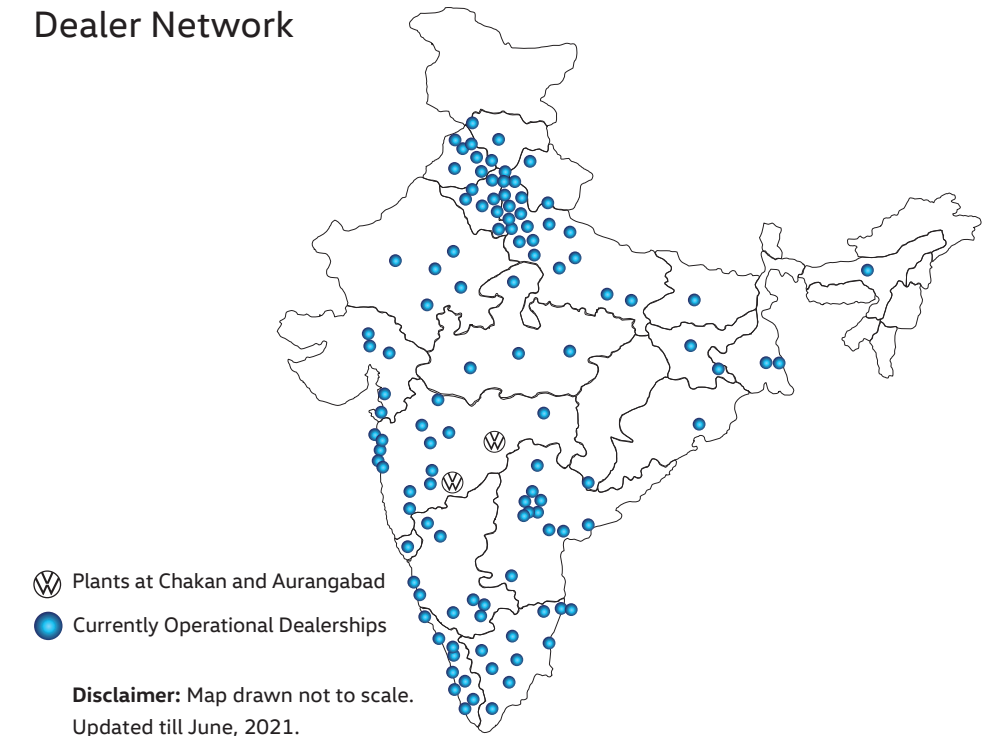 Dealer Network
Plants at Chakan and Aurangabad
Currently Operational Dealerships
Disclaimer: Map drawn not to scale.
Updated till June, 2021.